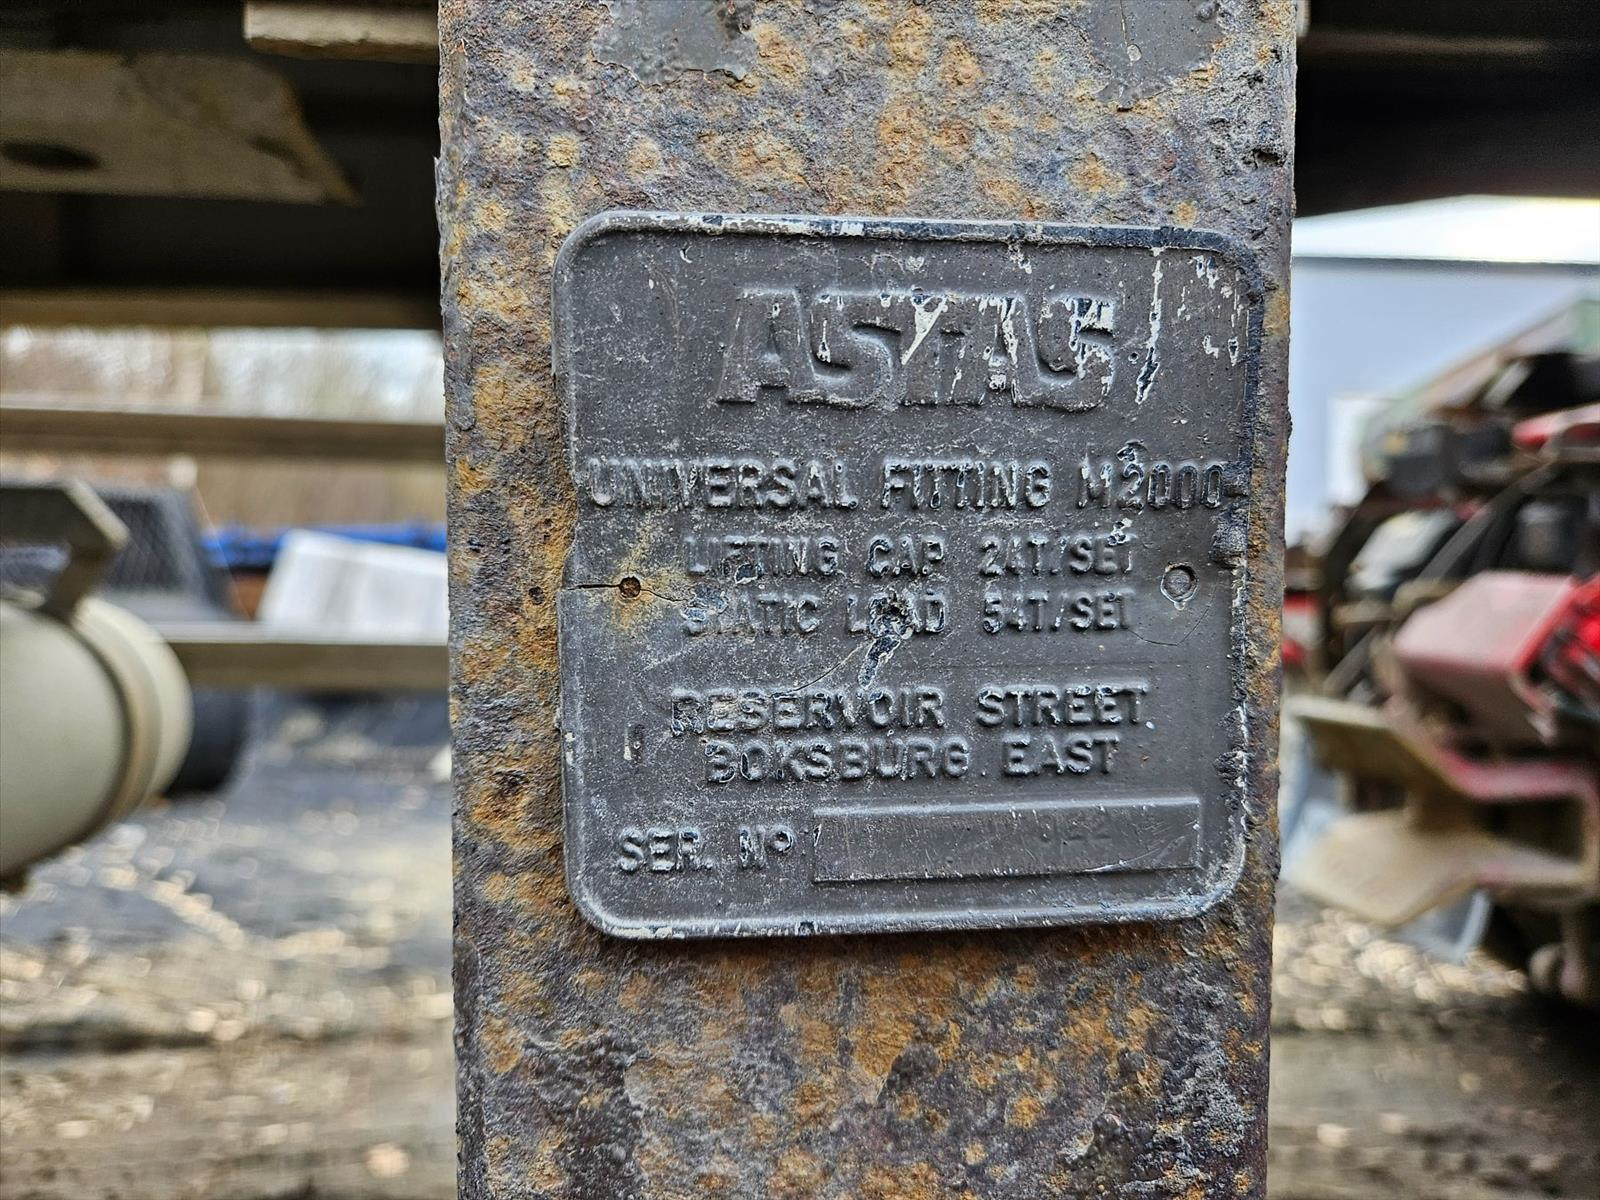 ASTAS
UNIVERSAL FITTING M2000
LIFTING CAP 24T/SET
STATIC LOAD 54T/SET
RESERVOIR STREET
BOKSBURG EAST
SER. Nº